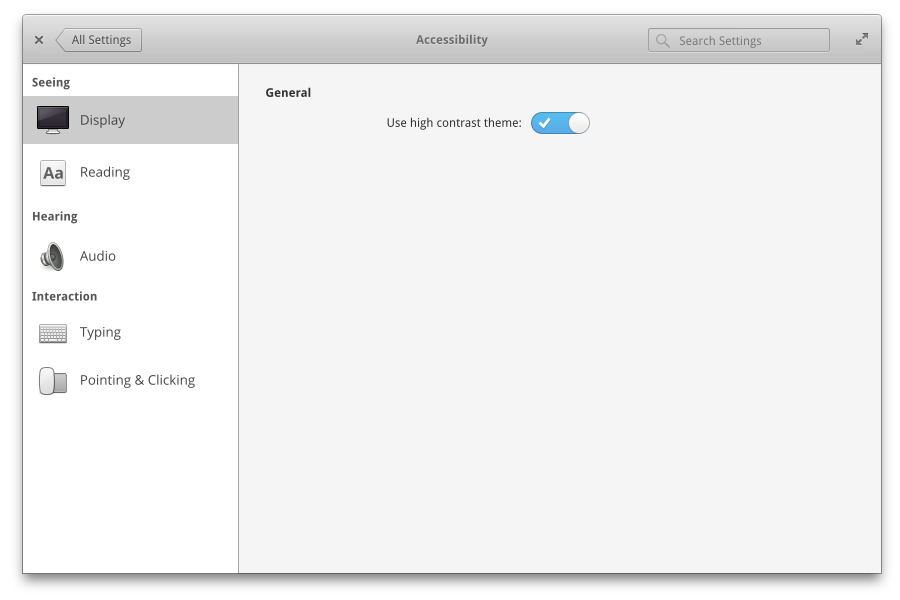 All Settings
Accessibility
Search Settings
Seeing
Display
Aa
Reading
Hearing
Audio
Interaction
Typing
Pointing & Clicking
General
Use high contrast theme: